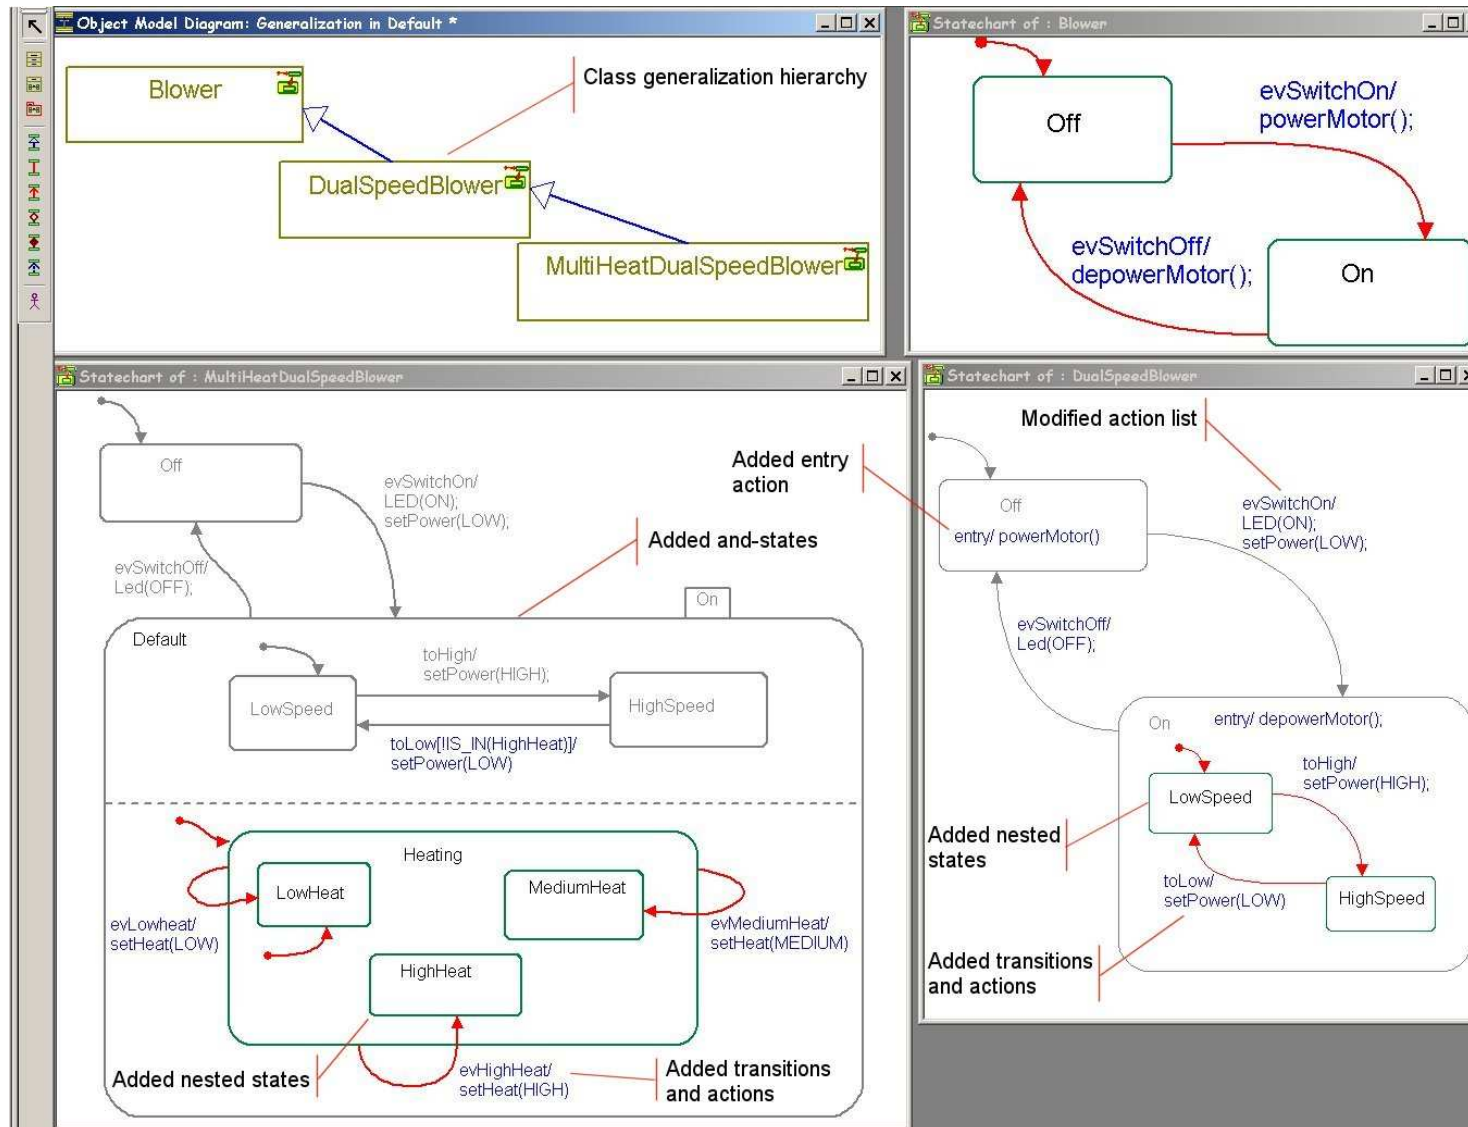 Object Model Diagram: Generalization in Default *
Blower
DualSpeedBlower
MultiHeatDualSpeedBlower
Class generalization hierarchy
Statechart of : Blower
Off
evSwitchOn/
powerMotor();
evSwitchOff/
depowerMotor();
On
Statechart of : MultiHeatDualSpeedBlower
Off
evSwitchOn/
LED(ON);
setPower(LOW);
evSwitchOff/
Led(OFF);
Added and-states
On
Default
LowSpeed
toHigh/
setPower(HIGH);
HighSpeed
toLow[!IS_IN(HighHeat)]/
setPower(LOW)
Heating
LowHeat
MediumHeat
HighHeat
evLowheat/
setHeat(LOW)
evMediumHeat/
setHeat(MEDIUM)
evHighHeat/
setHeat(HIGH)
Added nested states
Added transitions
and actions
Statechart of : DualSpeedBlower
Modified action list
Added entry
action
Off
entry/ powerMotor()
evSwitchOn/
LED(ON);
setPower(LOW);
evSwitchOff/
Led(OFF);
On
entry/ depowerMotor();
LowSpeed
toHigh/
setPower(HIGH);
toLow/
setPower(LOW)
HighSpeed
Added nested
states
Added transitions
and actions